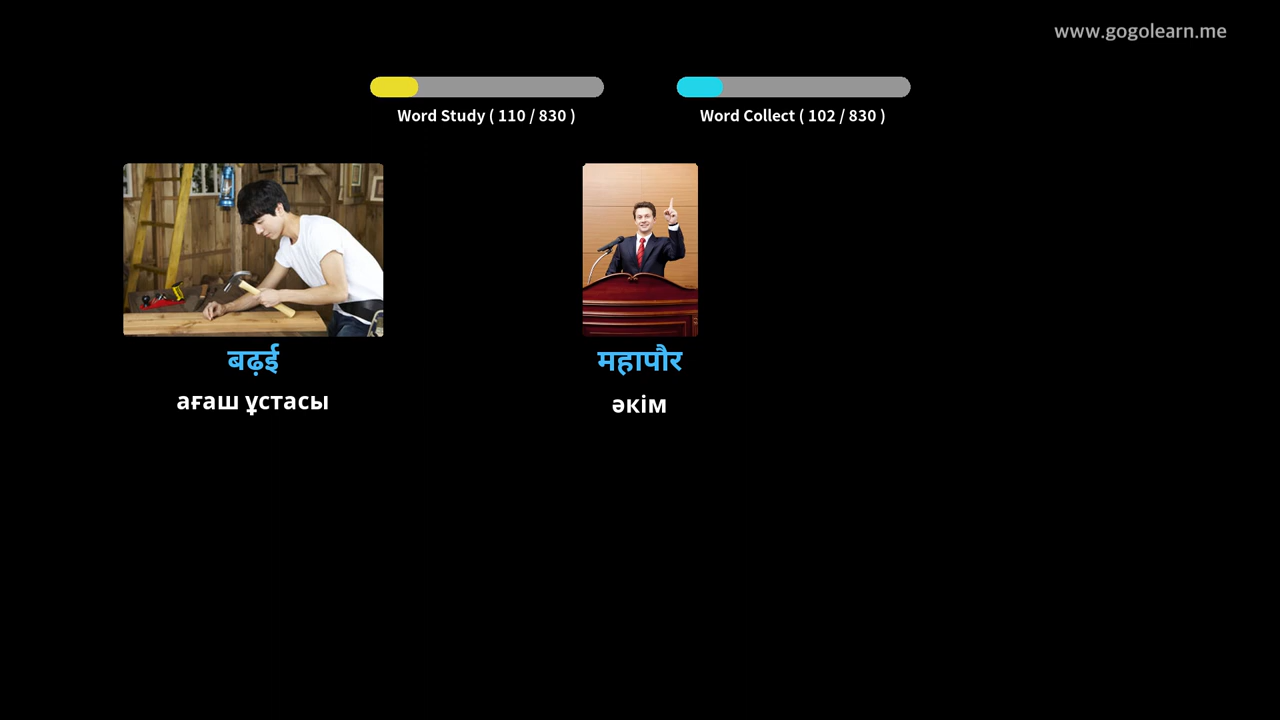 www.gogolearn.me
Word Study ( 110 / 830 )
Word Collect ( 102 / 830 )
बढ़ई
ағаш ұстасы
महापौर
әкім